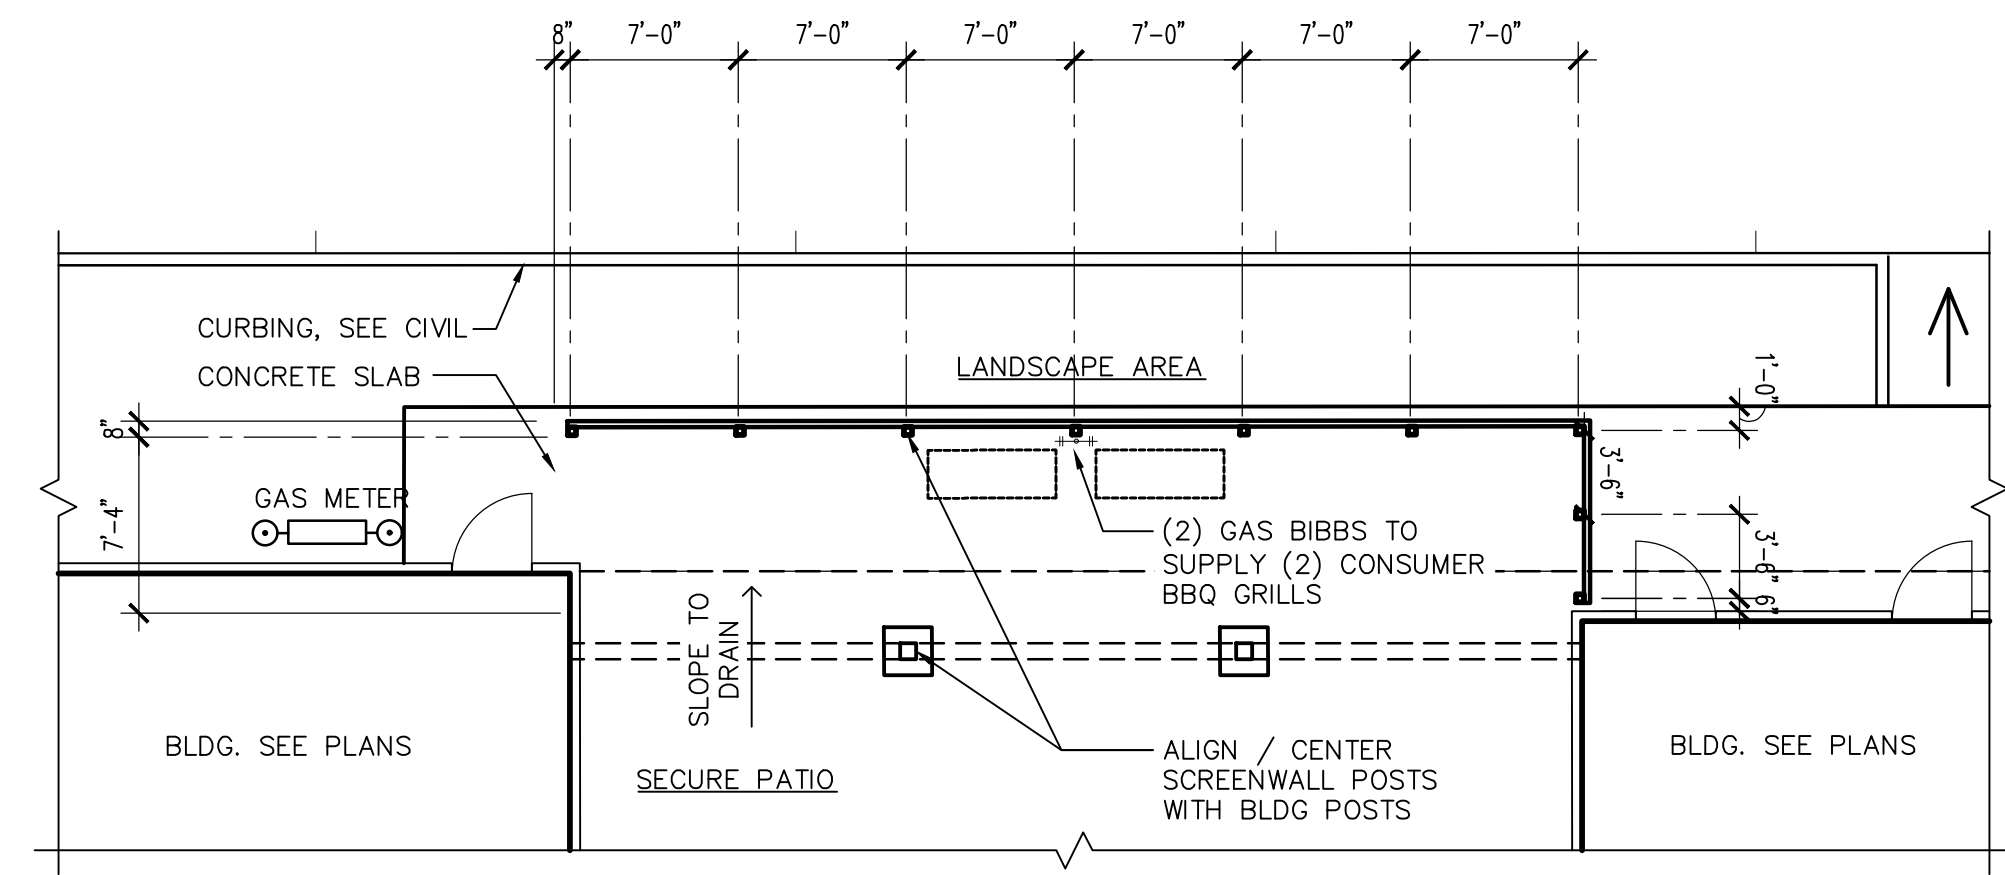 8" 7'-0" 7'-0" 7'-0" 7'-0" 7'-0" 7'-0"
CURBING, SEE CIVIL
CONCRETE SLAB
LANDSCAPE AREA
1'-0"
8"
3'-6"
GAS METER
7'-4"
(2) GAS BIBBS TO
SUPPLY (2) CONSUMER
BBQ GRILLS
3'-6"
6"
SLOPE TO
DRAIN
BLDG. SEE PLANS
SECURE PATIO
ALIGN / CENTER
SCREENWALL POSTS
WITH BLDG POSTS
BLDG. SEE PLANS